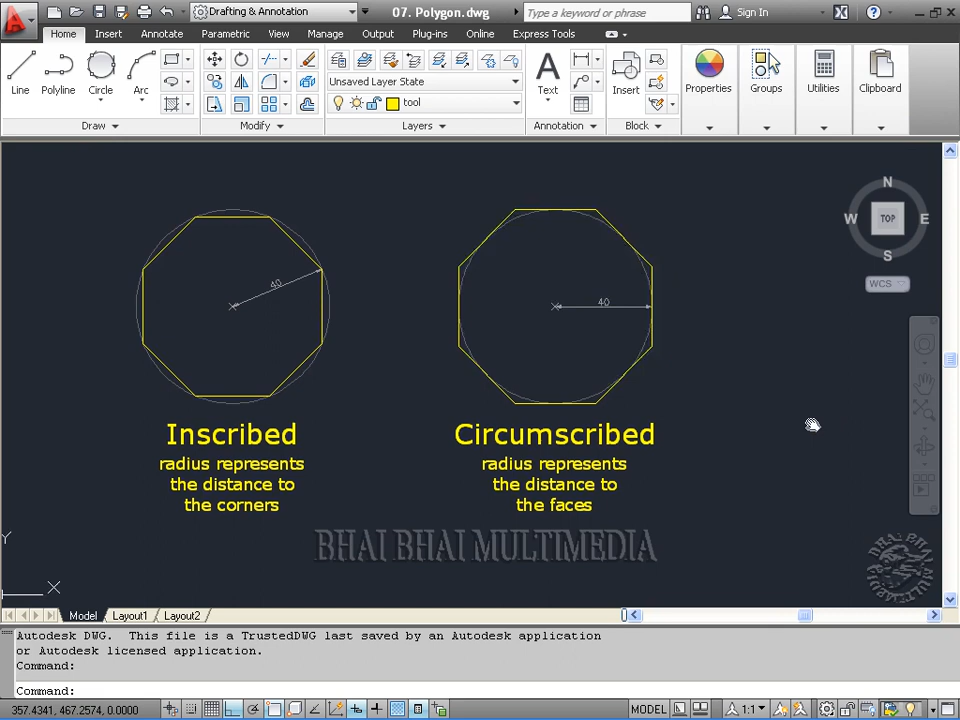 Drafting & Annotation
07. Polygon.dwg
Type a keyword or phrase
Sign In
Home Insert Annotate Parametric View Manage Output Plug-ins Online Express Tools
Unsaved Layer State
tool
Line Polyline Circle Arc
Text
Insert
Properties Groups Utilities Clipboard
Draw Modify Layers Annotation Block
N
W TOP E
S
WCS
40
40
Inscribed
radius represents
the distance to
the corners
Circumscribed
radius represents
the distance to
the faces
BHAI BHAI MULTIMEDIA
Y
Model Layout1 Layout2
Autodesk DWG. This file is a TrustedDWG last saved by an Autodesk application
or Autodesk licensed application.
Command:
Command:
357.4341, 467.2574, 0.0000
MODEL
1:1